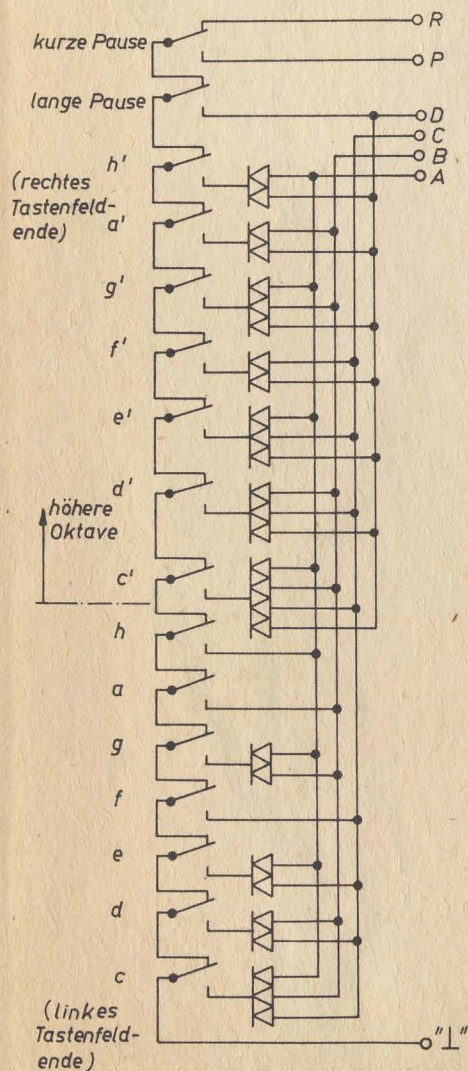 R
kurze Pause
P
lange Pause
D
C
B
h'
A
(rechtes
Tastenfeld-
ende)
a'
g'
f'
e'
d'
höhere
Oktave
c'
h
a
g
f
e
d
c
(linkes
Tastenfeld-
ende)
"⊥"